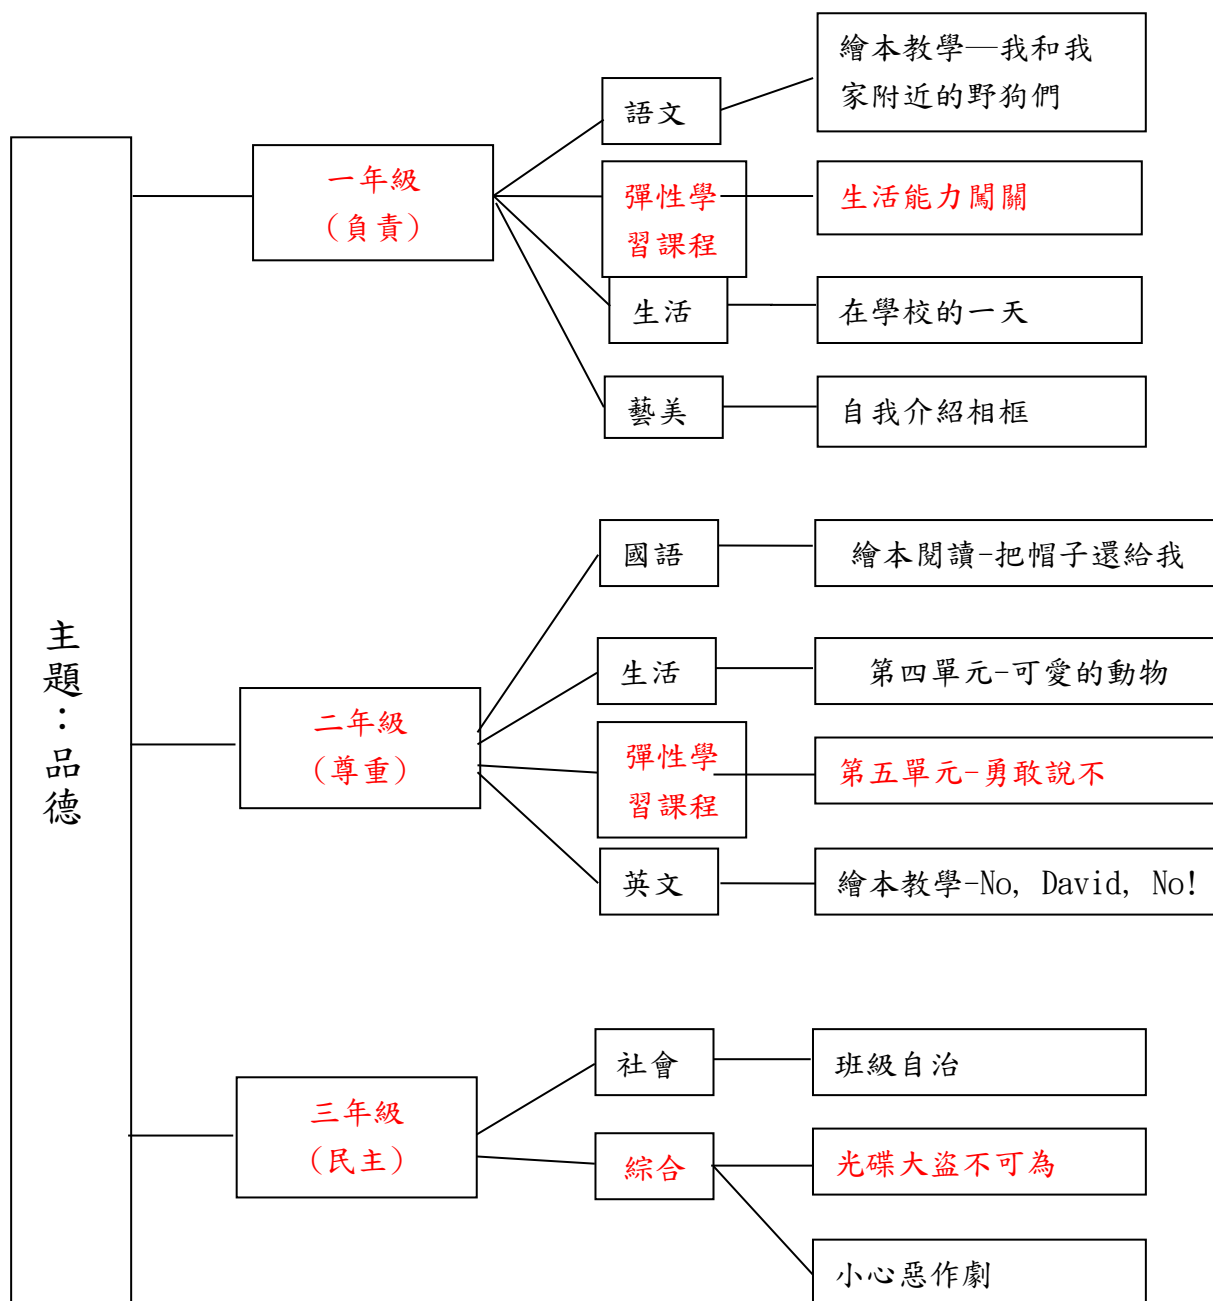 主題：品德
一年級
(負責)
語文
繪本教學─我和我
家附近的野狗們
彈性學
習課程
生活能力闖關
生活
在學校的一天
藝美
自我介紹相框
二年級
(尊重)
國語
繪本閱讀-把帽子還給我
生活
第四單元-可愛的動物
彈性學
習課程
第五單元-勇敢說不
英文
繪本教學-No, David, No!
三年級
(民主)
社會
班級自治
綜合
光碟大盜不可為
小心惡作劇